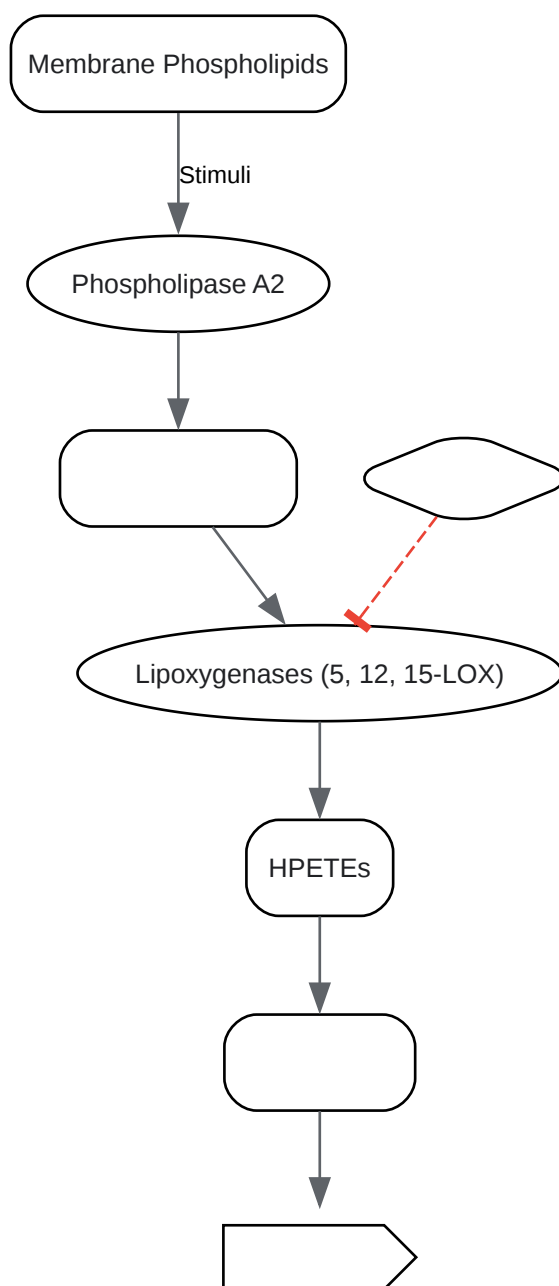 Membrane Phospholipids
Stimuli
Phospholipase A2
Lipoxygenases (5, 12, 15-LOX)
HPETEs